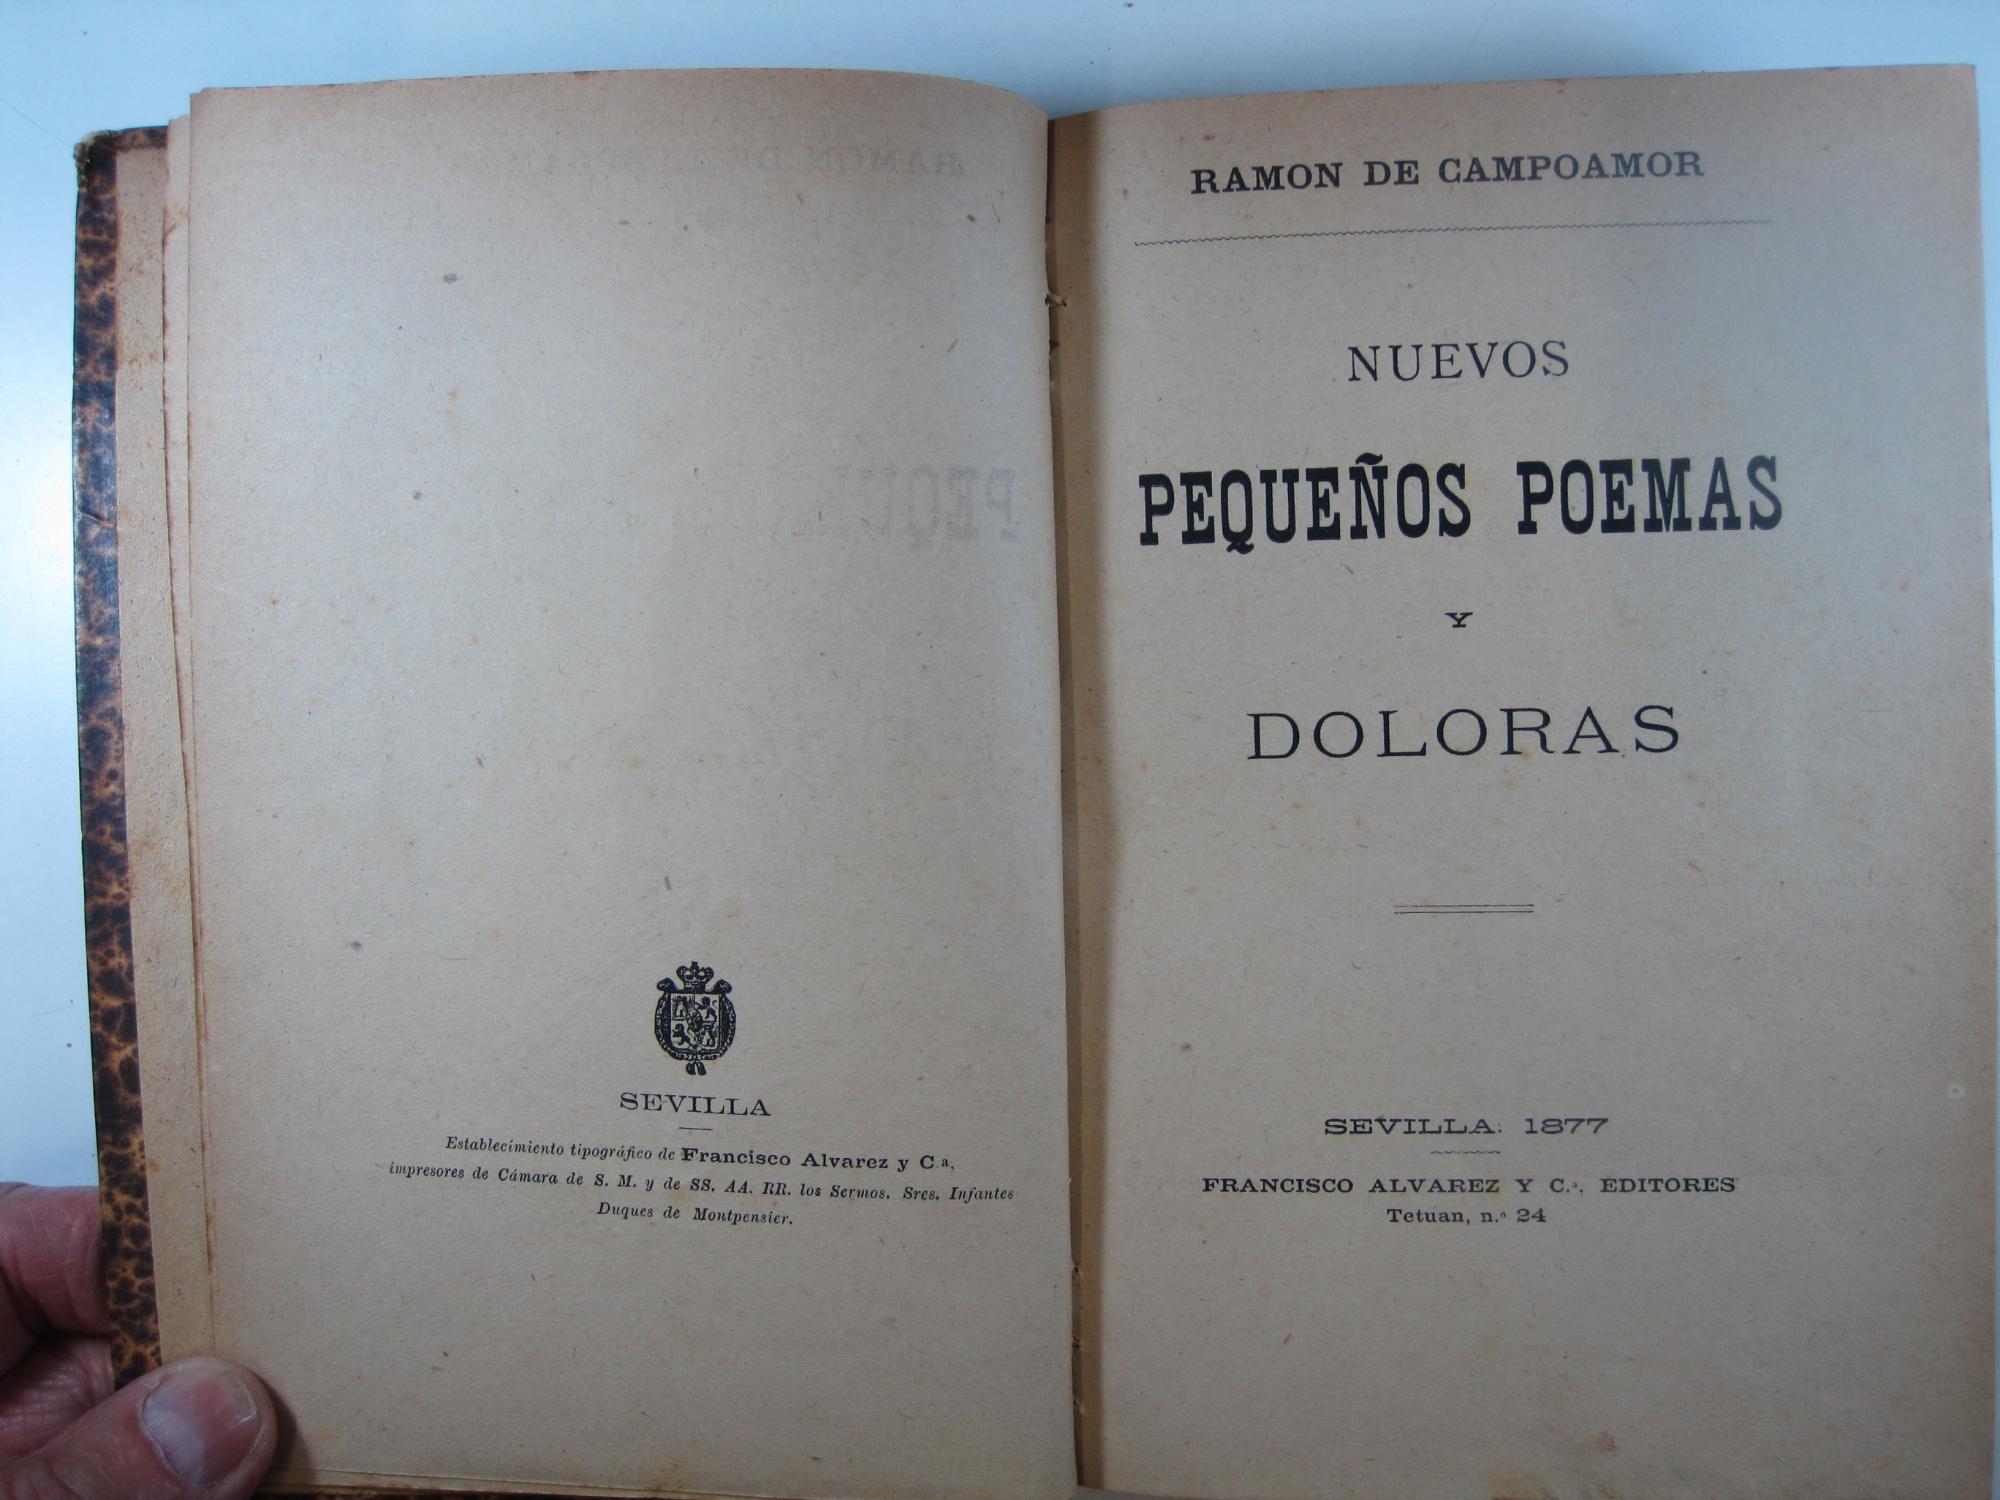 SEVILLA
Establecimiento tipográfico de Francisco Alvarez y C.ª,
impresores de Cámara de S. M. y de SS. AA. RR. los Sermos. Sres. Infantes
Duques de Montpensier.
RAMON DE CAMPOAMOR
NUEVOS
PEQUEÑOS POEMAS
Y
DOLORAS
SEVILLA: 1877
FRANCISCO ALVAREZ Y C.ª, EDITORES
Tetuan, n.º 24